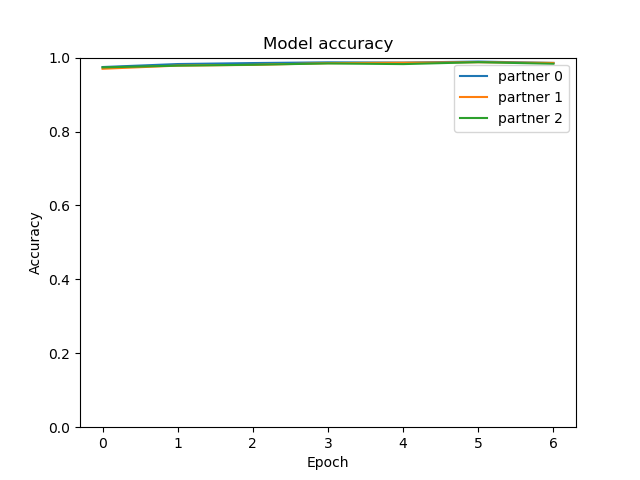 Model accuracy
1.0
0.8
0.6
0.4
0.2
0.0
Accuracy
partner 0
partner 1
partner 2
0 1 2 3 4 5 6
Epoch